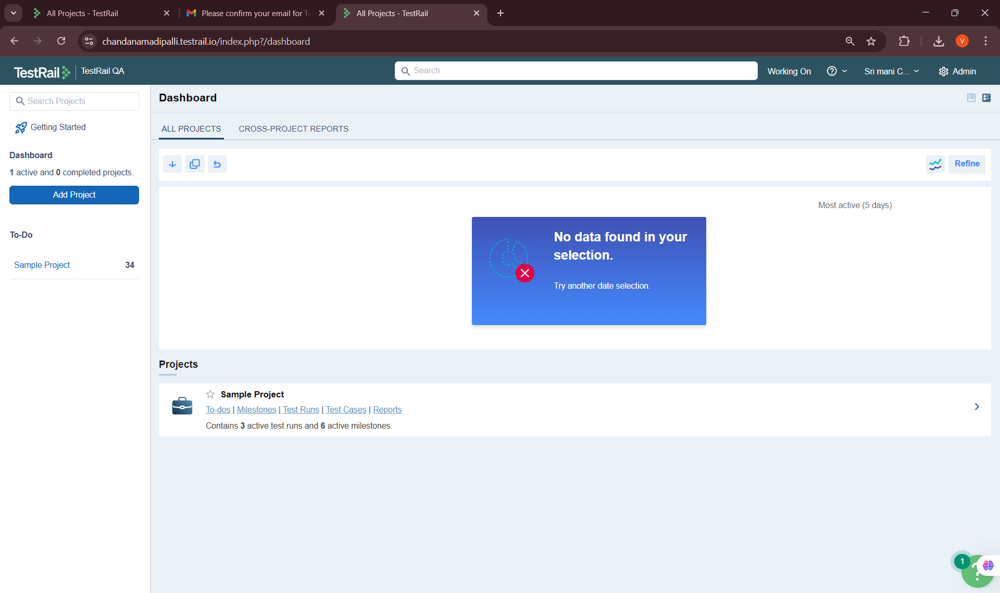 All Projects - TestRail
Please confirm your email for Te
All Projects - TestRail
chandanamadipalli.testrail.io/index.php?/dashboard
V
TestRail
TestRail QA
Search
Working On
Sri mani C...
Admin
Search Projects
Getting Started
Dashboard
1 active and 0 completed projects.
Add Project
To-Do
Sample Project 34
Dashboard
ALL PROJECTS
CROSS-PROJECT REPORTS
Refine
Most active (5 days):
No data found in your
selection.
Try another date selection.
Projects
Sample Project
To-dos | Milestones | Test Runs | Test Cases | Reports
Contains 3 active test runs and 6 active milestones.
1
?